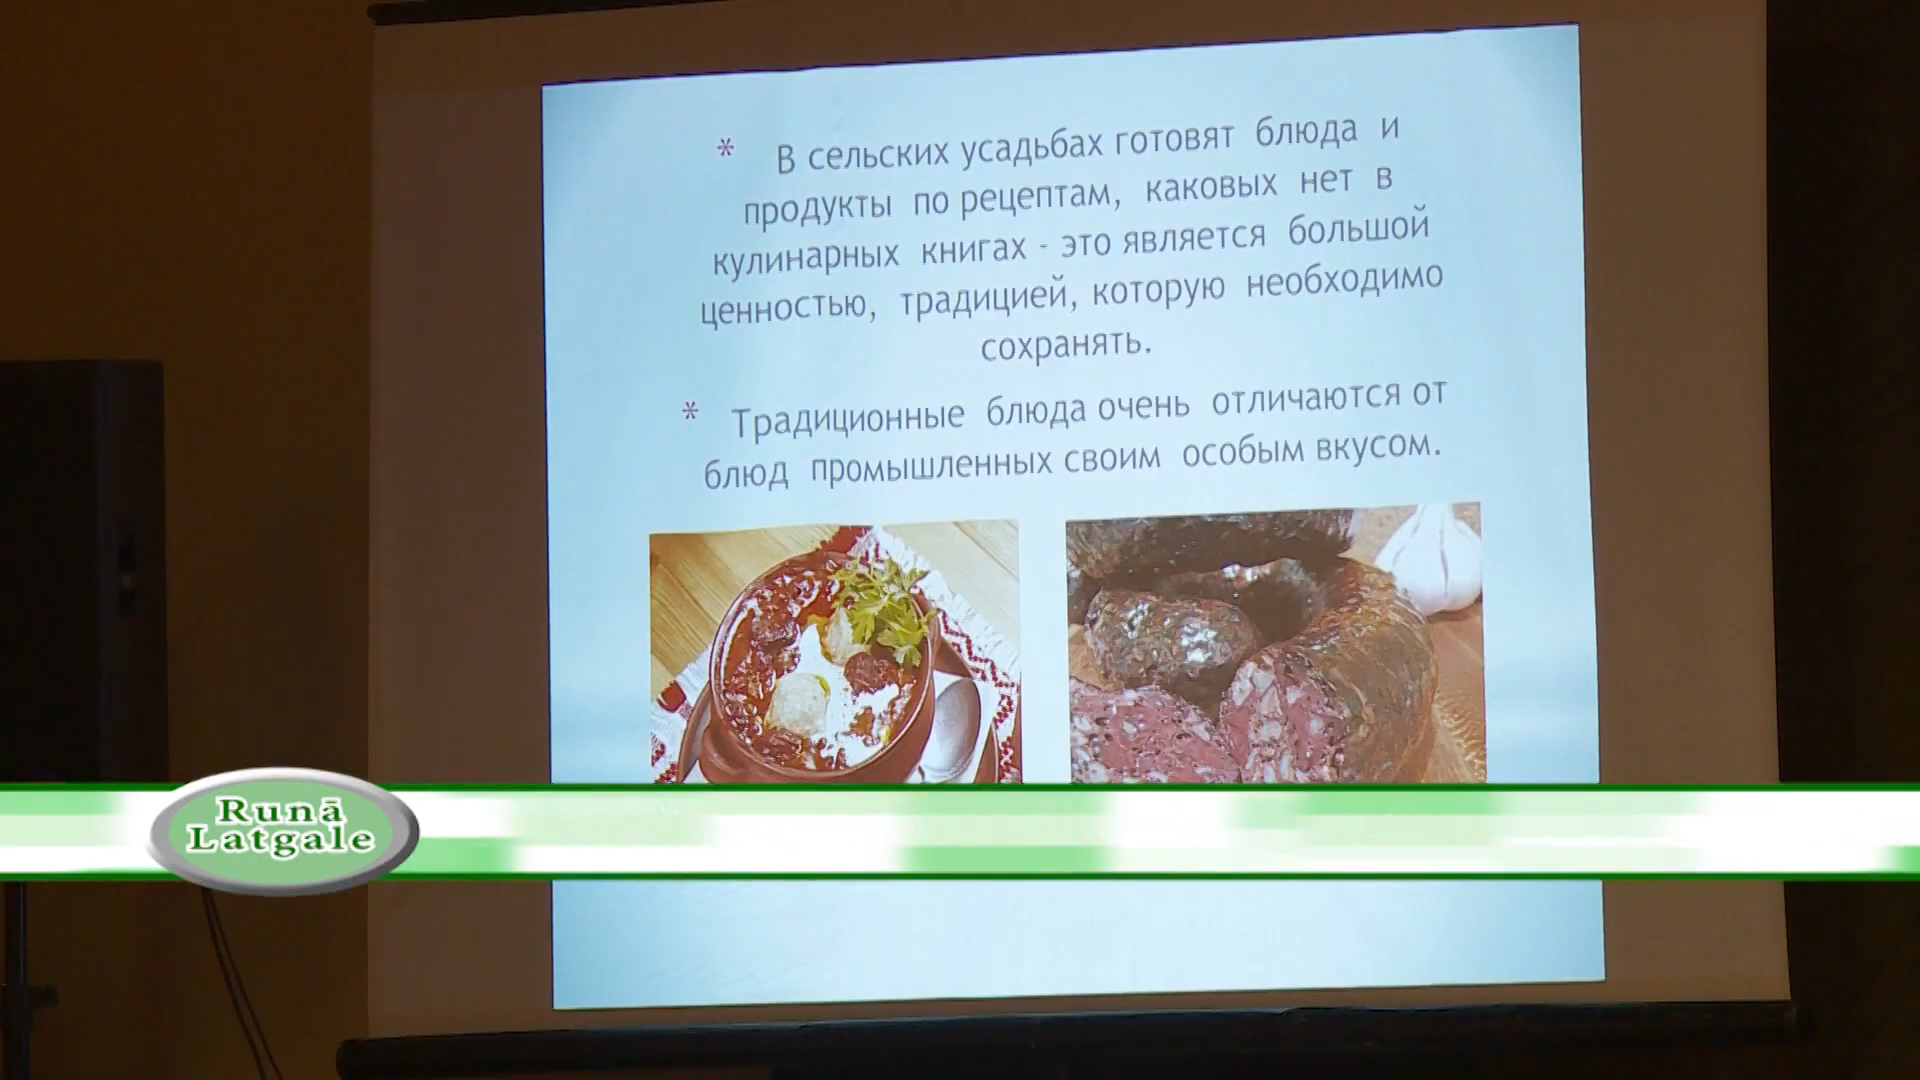 * В сельских усадьбах готовят блюда и
продукты по рецептам, каковых нет в
кулинарных книгах - это является большой
ценностью, традицией, которую необходимо
сохранять.
* Традиционные блюда очень отличаются от
блюд промышленных своим особым вкусом.
Runā
Latgale